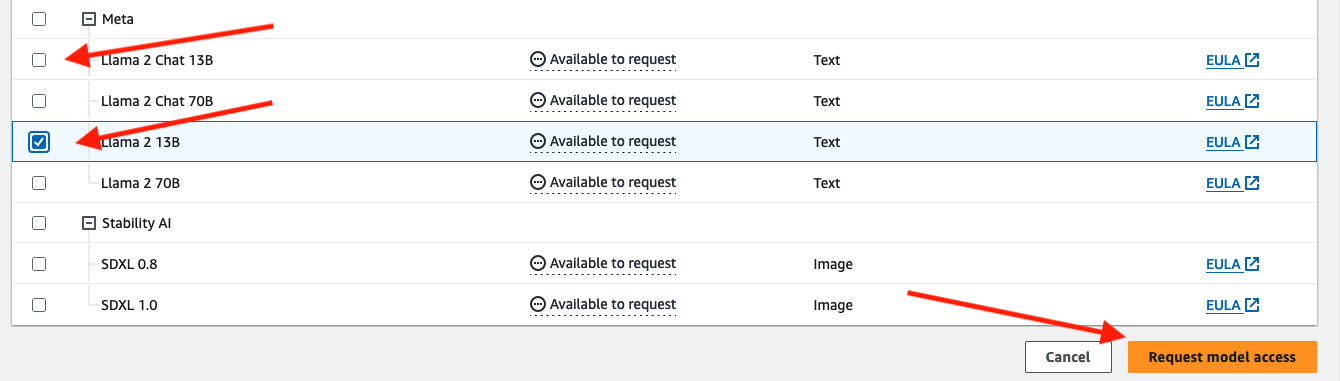 Meta
Llama 2 Chat 13B Available to request Text EULA
Llama 2 Chat 70B Available to request Text EULA
Llama 2 13B Available to request Text EULA
Llama 2 70B Available to request Text EULA
Stability AI
SDXL 0.8 Available to request Image EULA
SDXL 1.0 Available to request Image EULA
Cancel Request model access